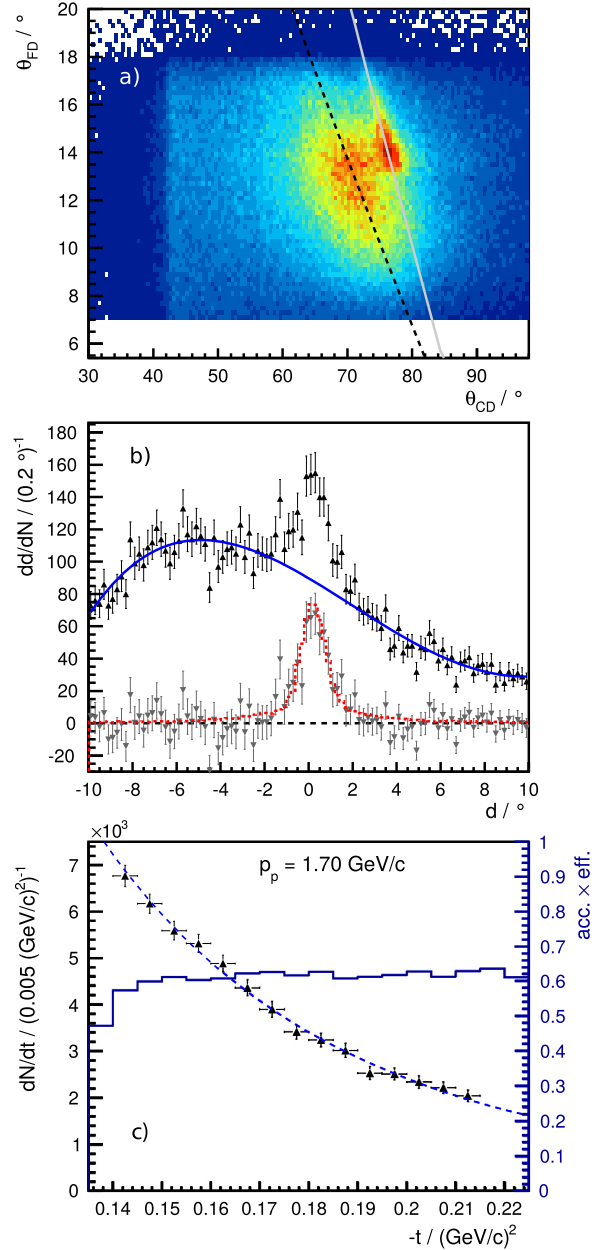 20
18
16
14
12
10
8
6
θFD / °
a)
30 40 50 60 70 80 90
θCD / °
180
160
140
120
100
80
60
40
20
0
-20
dd/dN / (0.2 °)-1
b)
-10 -8 -6 -4 -2 0 2 4 6 8 10
d / °
×10³
7
6
5
4
3
2
1
0
dN/dt / (0.005 (GeV/c)²)-1
pp = 1.70 GeV/c
c)
1
0.9
0.8
0.7
0.6
0.5
0.4
0.3
0.2
0.1
0
acc. × eff.
0.14 0.15 0.16 0.17 0.18 0.19 0.2 0.21 0.22
-t / (GeV/c)²